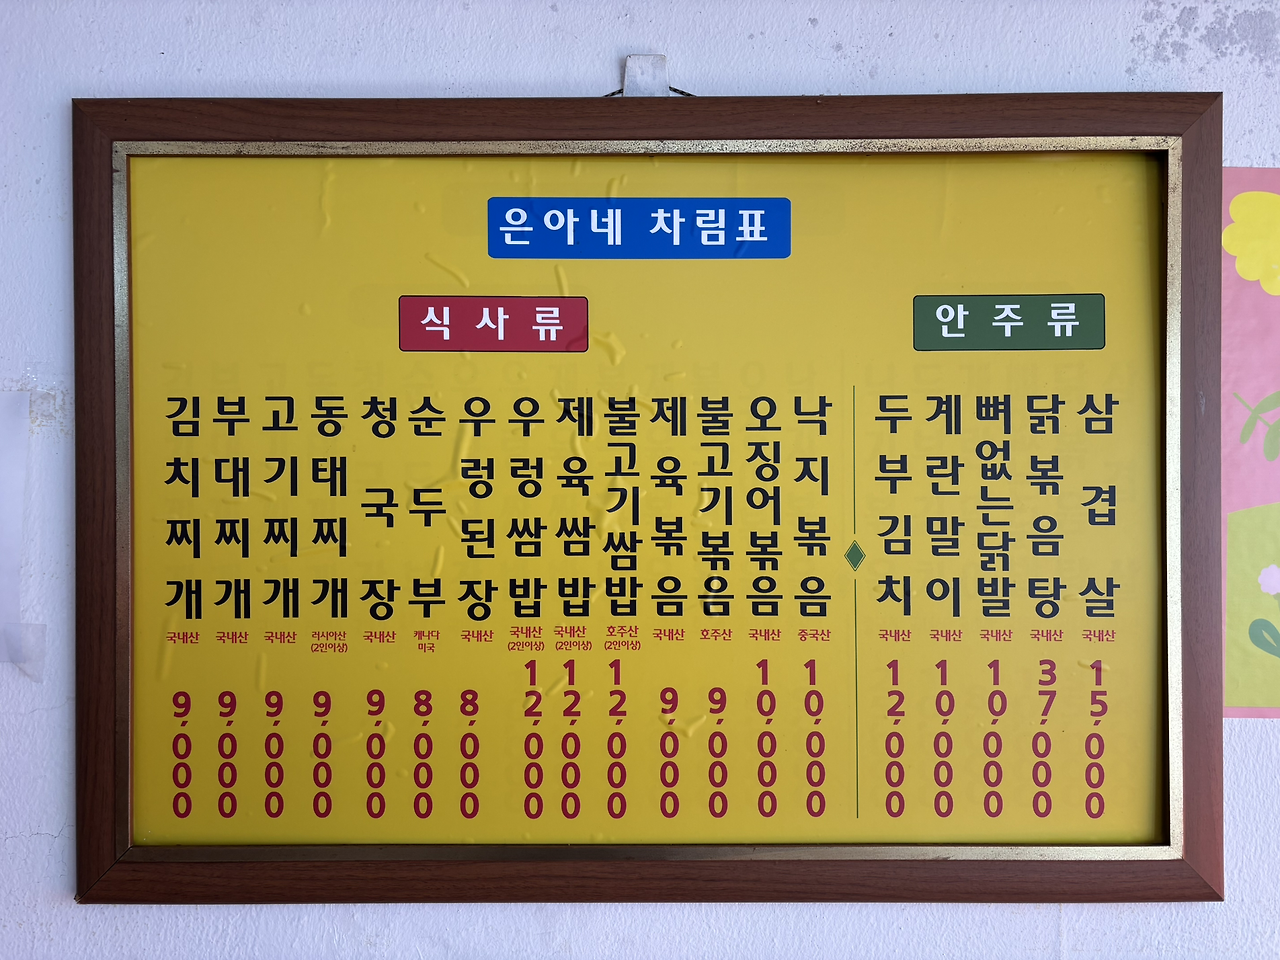 은아네 차림표
식사류
김치찌개 국내산 9,000
부대찌개 국내산 9,000
고기찌개 국내산 9,000
동태찌개 러시아산 (2인이상) 9,000
청국장 국내산 9,000
순두부 캐나다 미국 8,000
우렁된장 국내산 8,000
우렁쌈밥 국내산 (2인이상) 12,000
제육쌈밥 국내산 (2인이상) 12,000
불고기쌈밥 호주산 (2인이상) 12,000
제육볶음 국내산 9,000
불고기볶음 호주산 9,000
오징어볶음 국내산 10,000
낙지볶음 중국산 10,000
안주류
두부김치 국내산 12,000
계란말이 국내산 10,000
뼈없는닭발 국내산 10,000
닭볶음탕 국내산 37,000
삼겹살 국내산 15,000